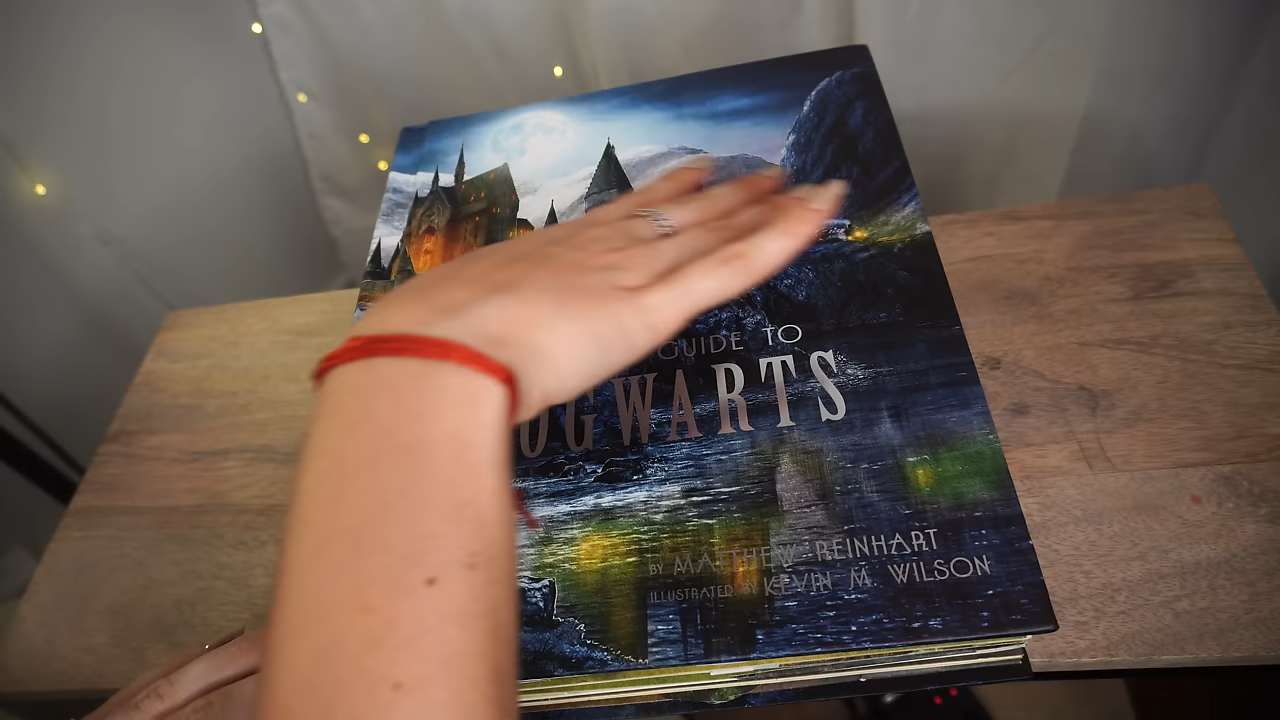 GUIDE TO
OGWARTS
BY MATTHEW REINHART
ILLUSTRATED BY KEVIN M. WILSON